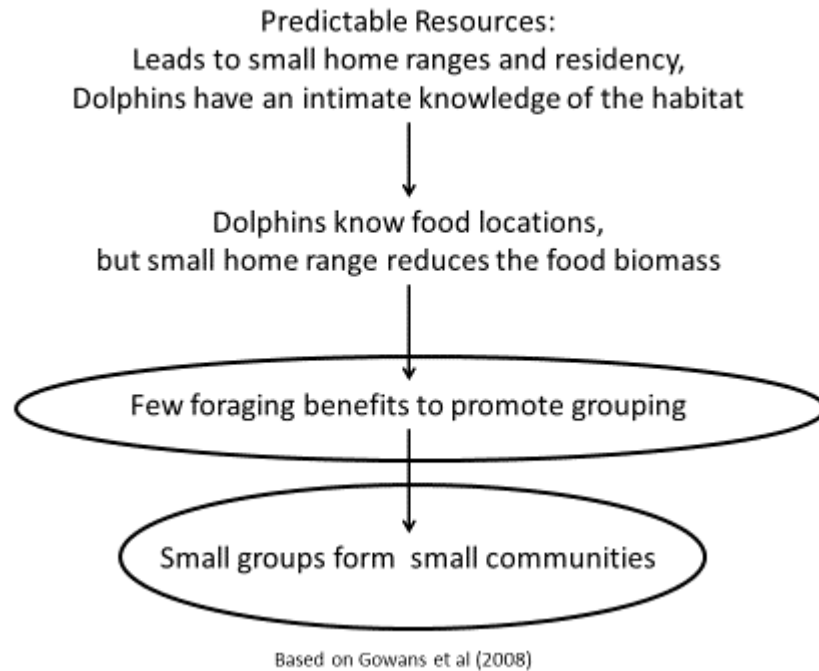 Predictable Resources:
Leads to small home ranges and residency,
Dolphins have an intimate knowledge of the habitat
Dolphins know food locations,
but small home range reduces the food biomass
Few foraging benefits to promote grouping
Small groups form  small communities
Based on Gowans et al (2008)